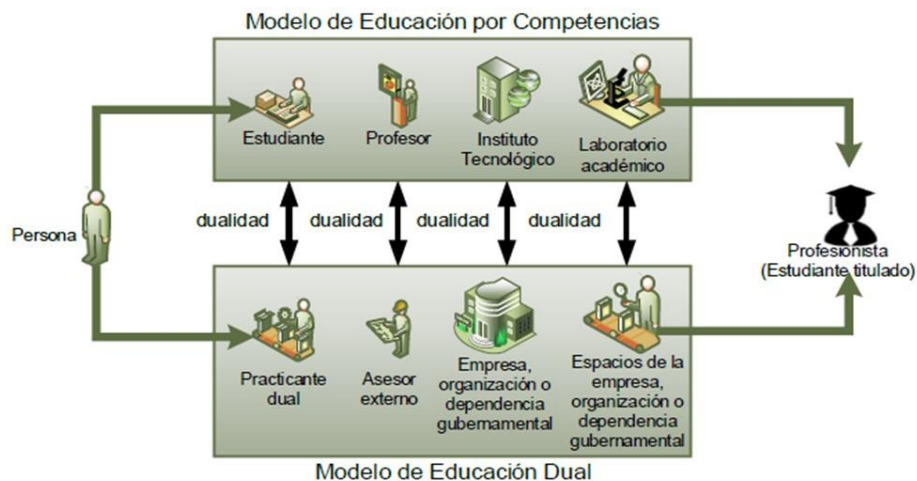 Modelo de Educación por Competencias
Estudiante
Profesor
Instituto
Tecnológico
Laboratorio
académico
Persona
dualidad
dualidad
dualidad
dualidad
Profesionista
(Estudiante titulado)
Practicante
dual
Asesor
externo
Empresa,
organización o
dependencia
gubernamental
Espacios de la
empresa,
organización o
dependencia
gubernamental
Modelo de Educación Dual